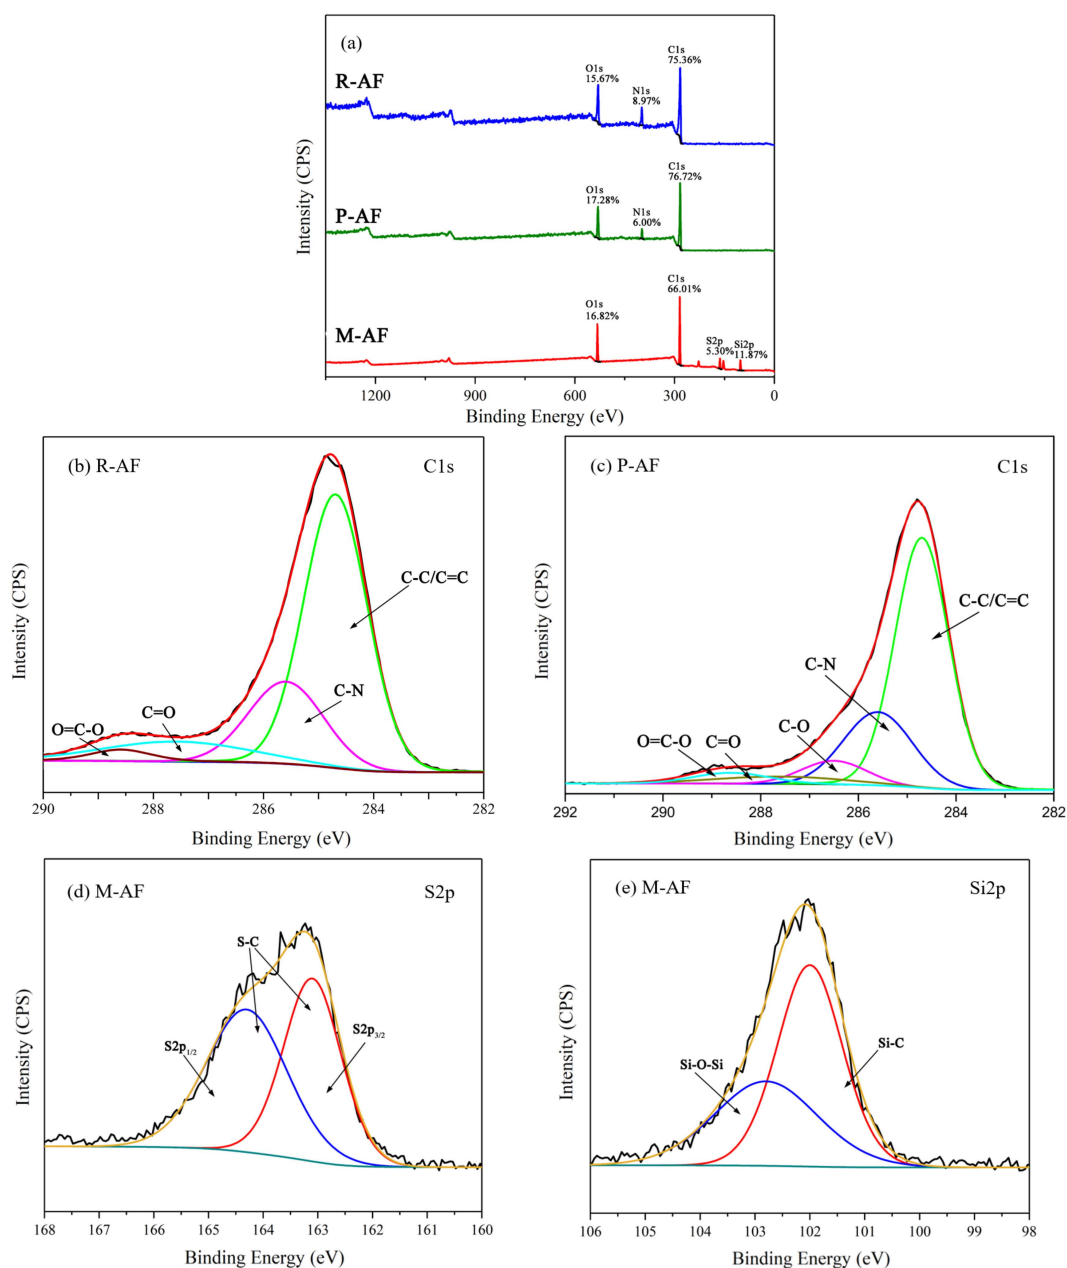 (a)
R-AF
O1s
15.67%
N1s
8.97%
C1s
75.36%
P-AF
O1s
17.28%
N1s
6.00%
C1s
76.72%
M-AF
O1s
16.82%
C1s
66.01%
S2p
5.30%
Si2p
11.87%
Intensity (CPS)
1200 900 600 300 0
Binding Energy (eV)
(b) R-AF C1s
C-C/C=C
C-N
C=O
O=C-O
Intensity (CPS)
290 288 286 284 282
Binding Energy (eV)
(c) P-AF C1s
C-C/C=C
C-N
C-O
C=O
O=C-O
Intensity (CPS)
292 290 288 286 284 282
Binding Energy (eV)
(d) M-AF S2p
S-C
S2p1/2
S2p3/2
Intensity (CPS)
168 167 166 165 164 163 162 161 160
Binding Energy (eV)
(e) M-AF Si2p
Si-O-Si
Si-C
Intensity (CPS)
106 105 104 103 102 101 100 99 98
Binding Energy (eV)